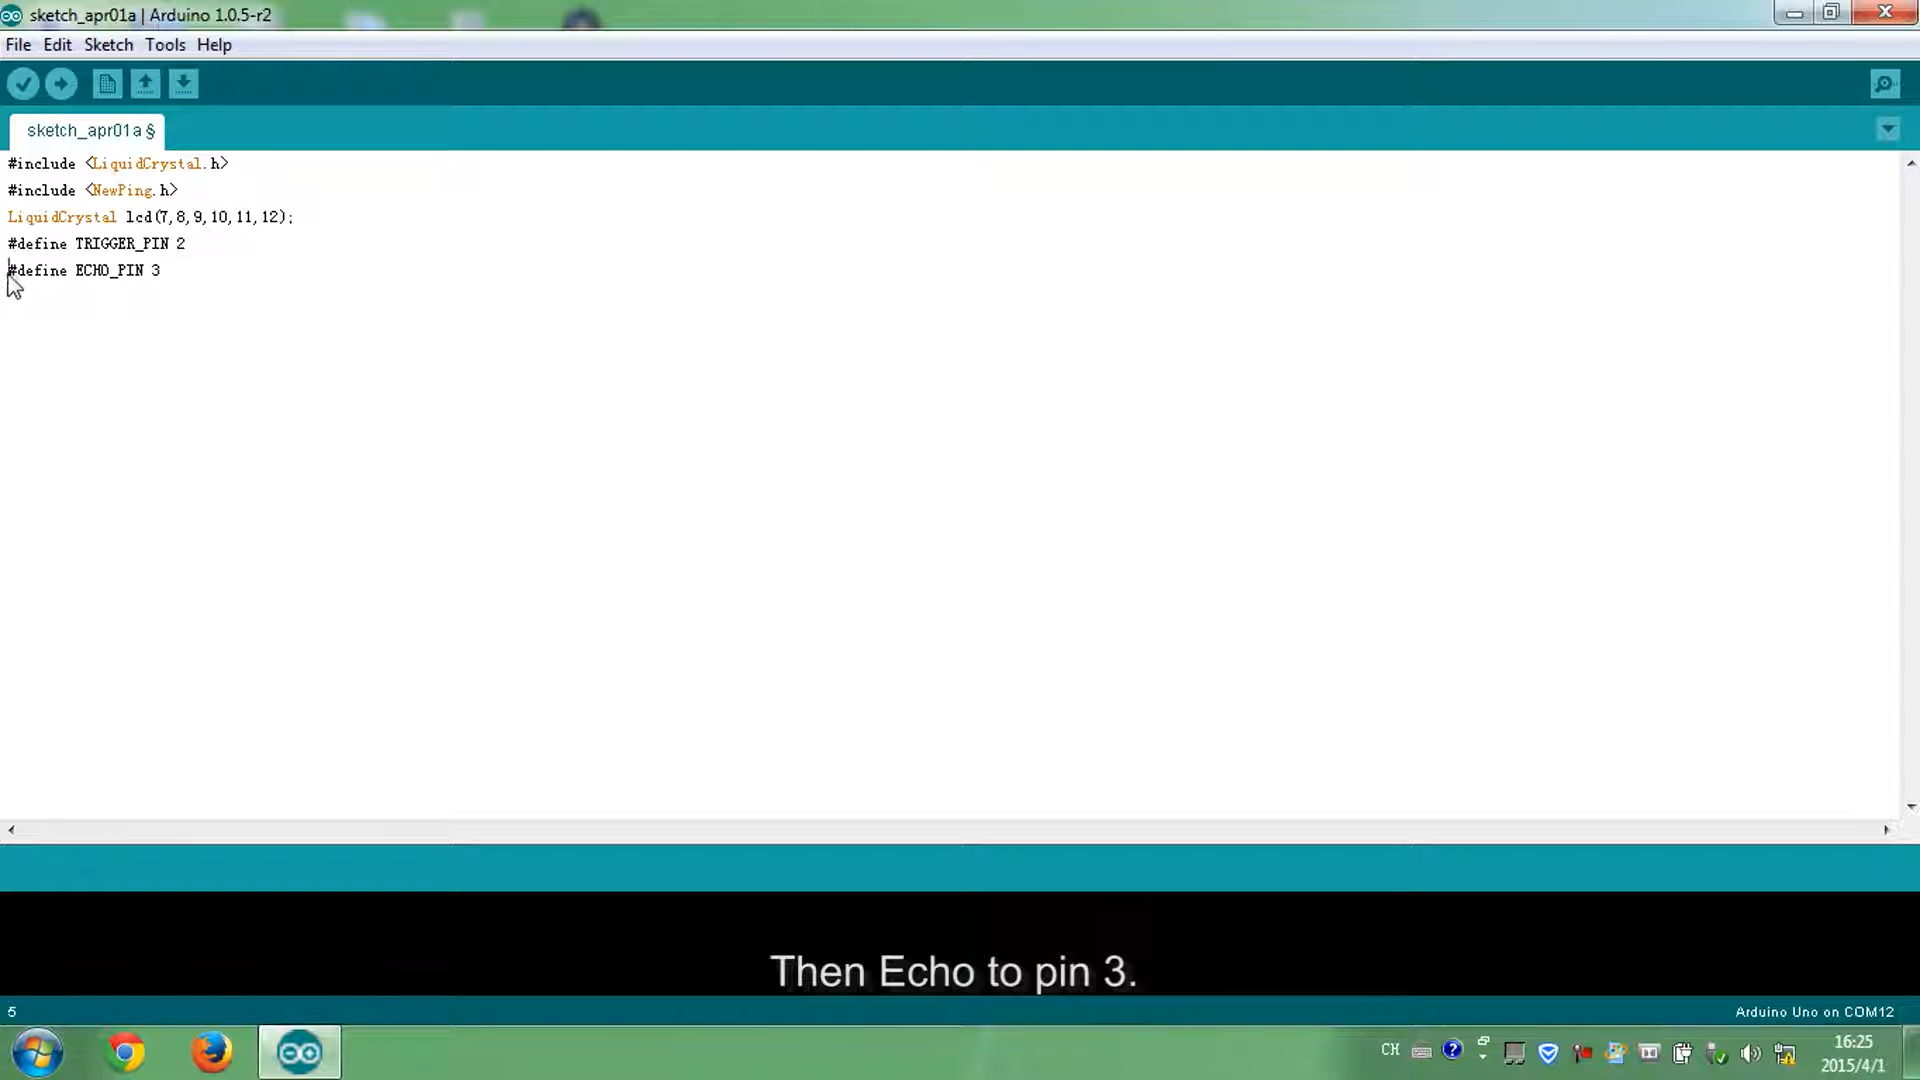 sketch_apr01a | Arduino 1.0.5-r2
File Edit Sketch Tools Help
sketch_apr01a §
#include <LiquidCrystal.h>
#include <NewPing.h>
LiquidCrystal lcd(7,8,9,10,11,12);
#define TRIGGER_PIN 2
#define ECHO_PIN 3
Then Echo to pin 3.
5
Arduino Uno on COM12
CH
16:25
2015/4/1